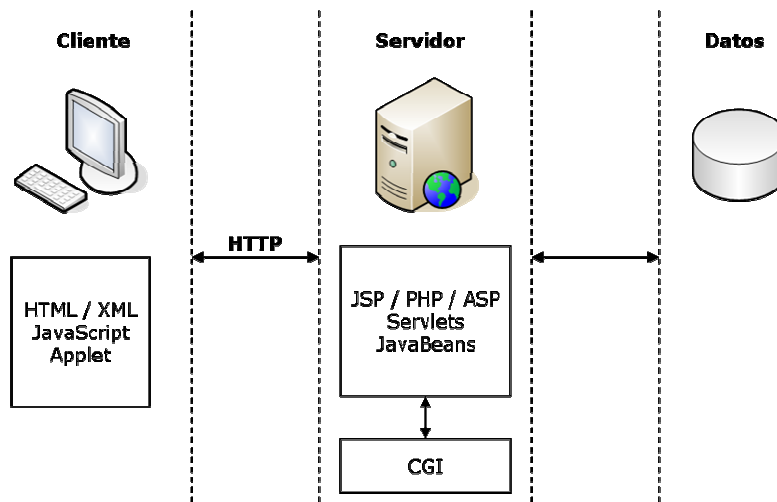 Cliente
Servidor
Datos
HTTP
HTML / XML
JavaScript
Applet
JSP / PHP / ASP
Servlets
JavaBeans
CGI